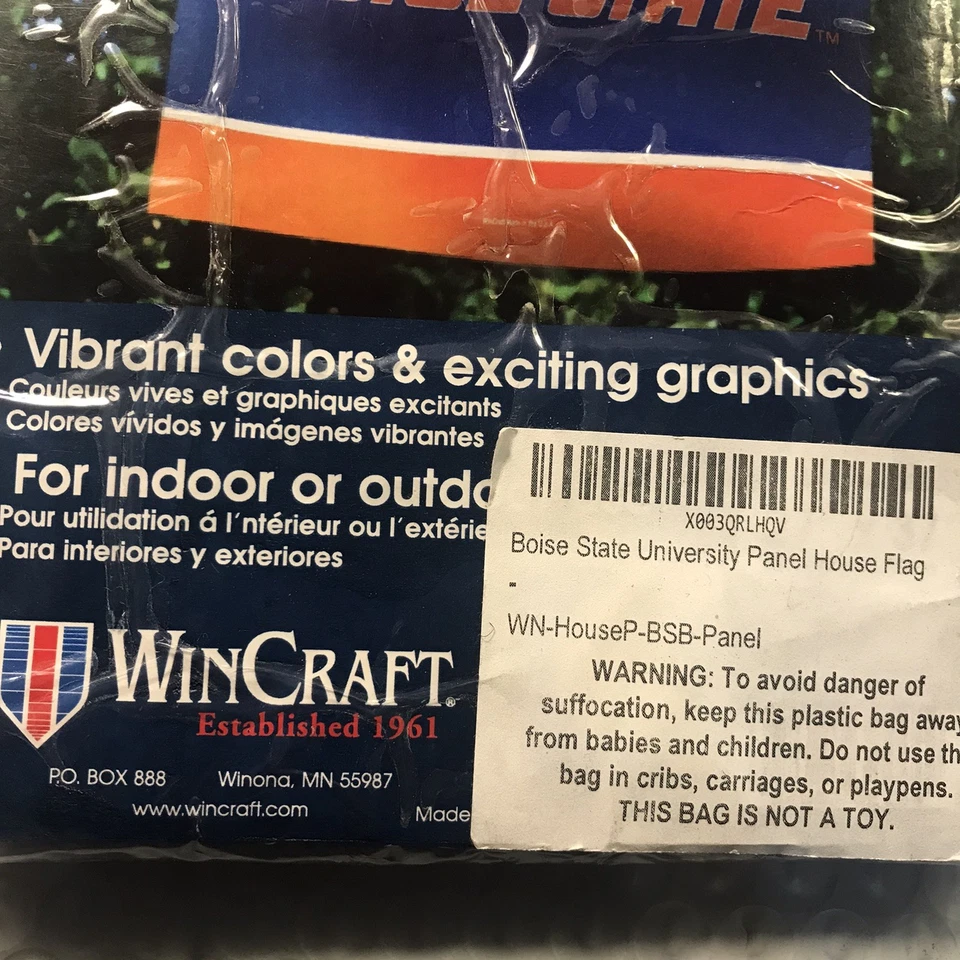 STATE™
Vibrant colors & exciting graphics
Couleurs vives et graphiques excitants
Colores vívidos y imágenes vibrantes
For indoor or outdo
Pour utilidation á l'ntérieur ou l'extérie
Para interiores y exteriores
WINCRAFT®
Established 1961
P.O. BOX 888 Winona, MN 55987
www.wincraft.com Made
X003QRLHQV
Boise State University Panel House Flag
-
WN-HouseP-BSB-Panel
WARNING: To avoid danger of
suffocation, keep this plastic bag away
from babies and children. Do not use th
bag in cribs, carriages, or playpens.
THIS BAG IS NOT A TOY.